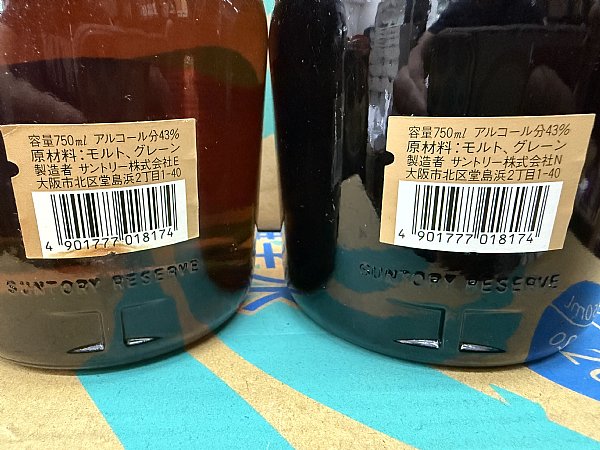 容量750ml アルコール分43%
原材料:モルト、グレーン
製造者 サントリー株式会社E
大阪市北区堂島浜2丁目1-40
4 901777 018174
SUNTORY RESERVE
容量750ml アルコール分43%
原材料:モルト、グレーン
製造者 サントリー株式会社N
大阪市北区堂島浜2丁目1-40
4 901777 018174
SUNTORY RESERVE